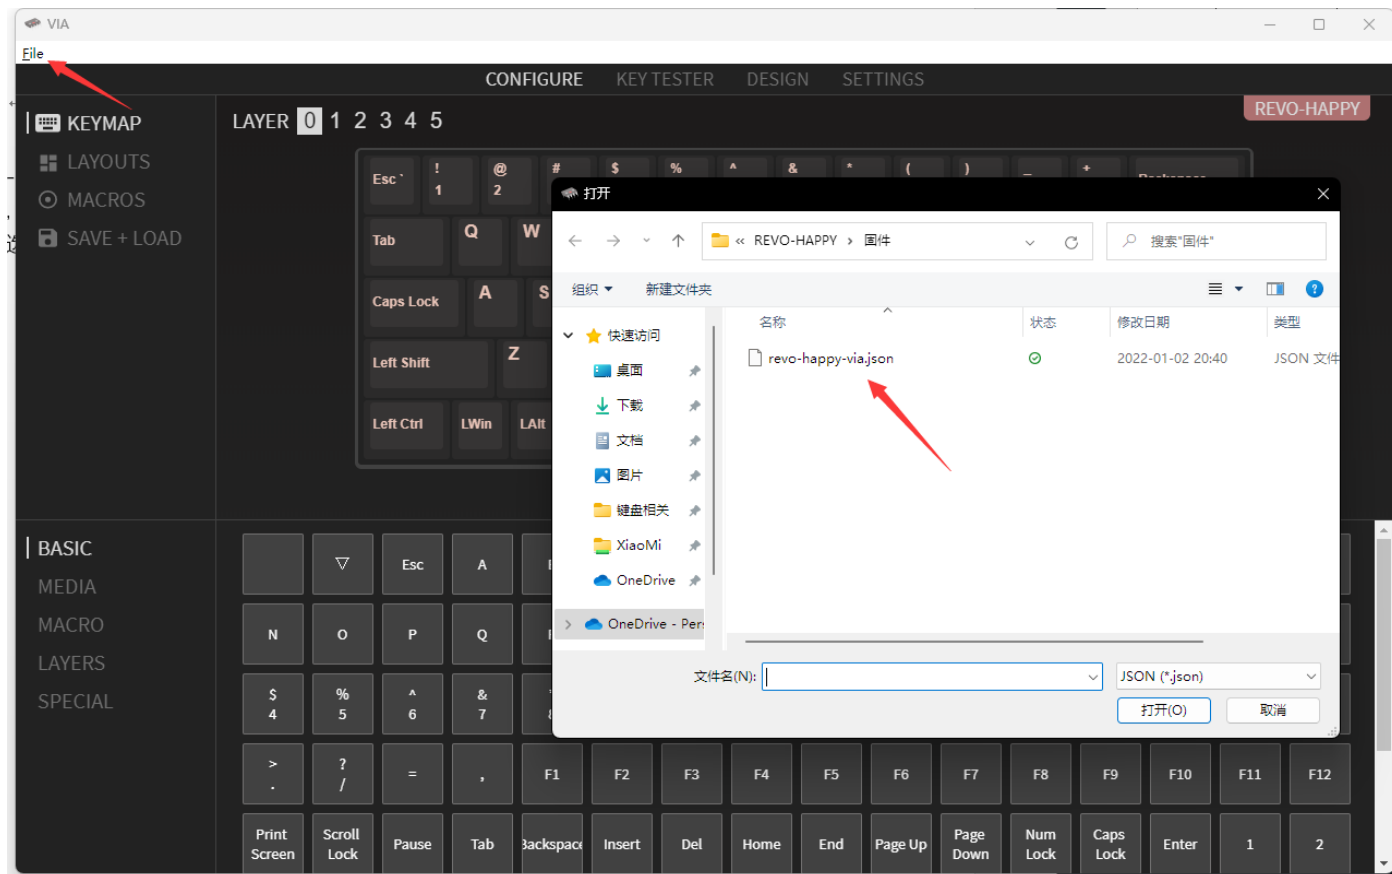 VIA
File
CONFIGURE KEY TESTER DESIGN SETTINGS
KEYMAP
LAYOUTS
MACROS
SAVE + LOAD
LAYER 0 1 2 3 4 5
REVO-HAPPY
Esc ` ! @ # $ % ^ & * ( ) _ +
1 2
Tab Q W
Caps Lock A S
Left Shift Z
Left Ctrl LWin LAlt
打开
« REVO-HAPPY › 固件
搜索"固件"
组织 新建文件夹
名称 状态 修改日期 类型
快速访问
revo-happy-via.json 2022-01-02 20:40 JSON 文件
桌面
下载
文档
图片
键盘相关
XiaoMi
OneDrive
OneDrive - Pers
文件名(N): JSON (*.json)
打开(O) 取消
BASIC
MEDIA
MACRO
LAYERS
SPECIAL
▽ Esc A
N O P Q
$ % ^ &
4 5 6 7
> ? = , F1 F2 F3 F4 F5 F6 F7 F8 F9 F10 F11 F12
. /
Print Screen Scroll Lock Pause Tab Backspace Insert Del Home End Page Up Page Down Num Lock Caps Lock Enter 1 2